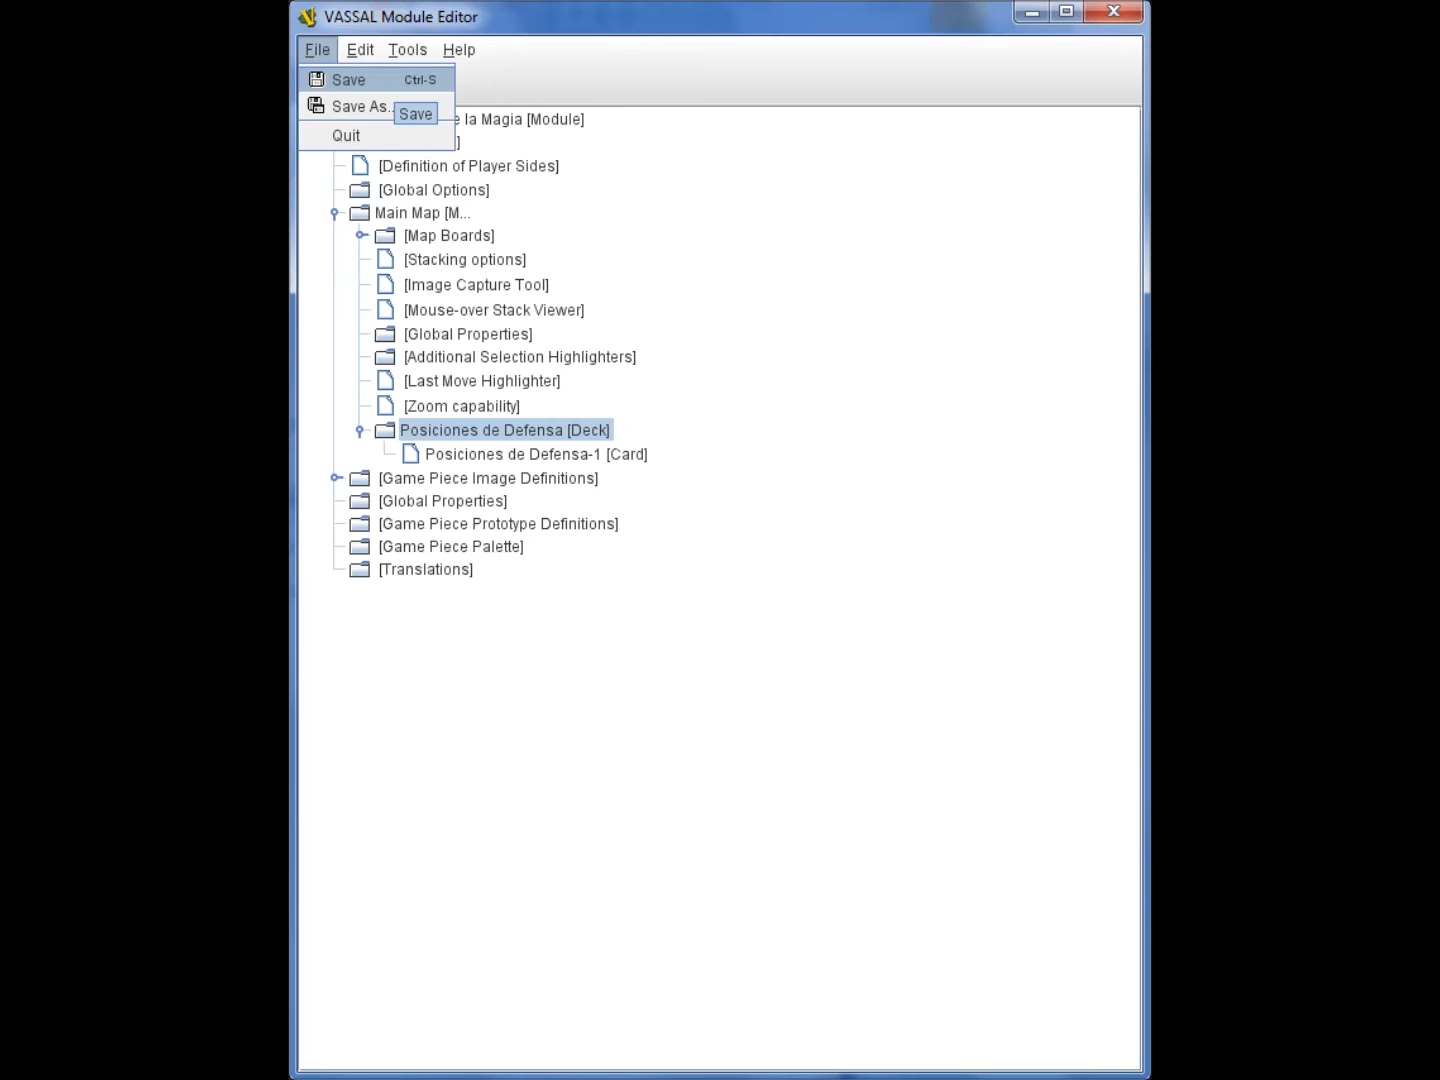 VASSAL Module Editor
File Edit Tools Help
Save Ctrl-S
Save As..
Save
Quit
e la Magia [Module]
]
[Definition of Player Sides]
[Global Options]
Main Map [M...
[Map Boards]
[Stacking options]
[Image Capture Tool]
[Mouse-over Stack Viewer]
[Global Properties]
[Additional Selection Highlighters]
[Last Move Highlighter]
[Zoom capability]
Posiciones de Defensa [Deck]
Posiciones de Defensa-1 [Card]
[Game Piece Image Definitions]
[Global Properties]
[Game Piece Prototype Definitions]
[Game Piece Palette]
[Translations]